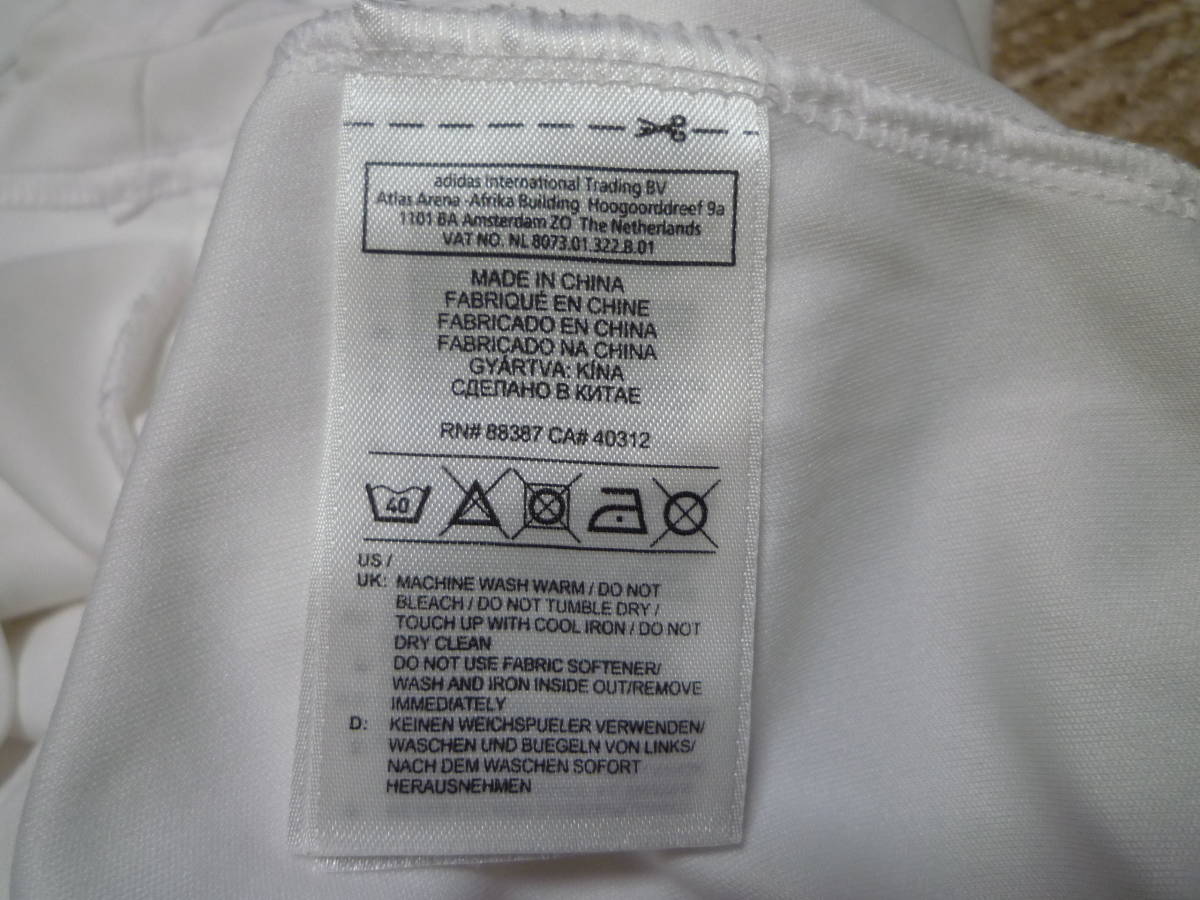 adidas International Trading BV
Atlas Arena -Afrika Building Hoogoorddreef 9a
1101 BA Amsterdam ZO The Netherlands
VAT NO. NL 8073.01.322.B.01
MADE IN CHINA
FABRIQUÉ EN CHINE
FABRICADO EN CHINA
FABRICADO NA CHINA
GYÁRTVA: KÍNA
СДЕЛАНО В КИТАЕ
RN# 88387 CA# 40312
40
US /
UK: MACHINE WASH WARM / DO NOT
BLEACH / DO NOT TUMBLE DRY /
TOUCH UP WITH COOL IRON / DO NOT
DRY CLEAN
DO NOT USE FABRIC SOFTENER/
WASH AND IRON INSIDE OUT/REMOVE
IMMEDIATELY
D: KEINEN WEICHSPUELER VERWENDEN/
WASCHEN UND BUEGELN VON LINKS/
NACH DEM WASCHEN SOFORT
HERAUSNEHMEN